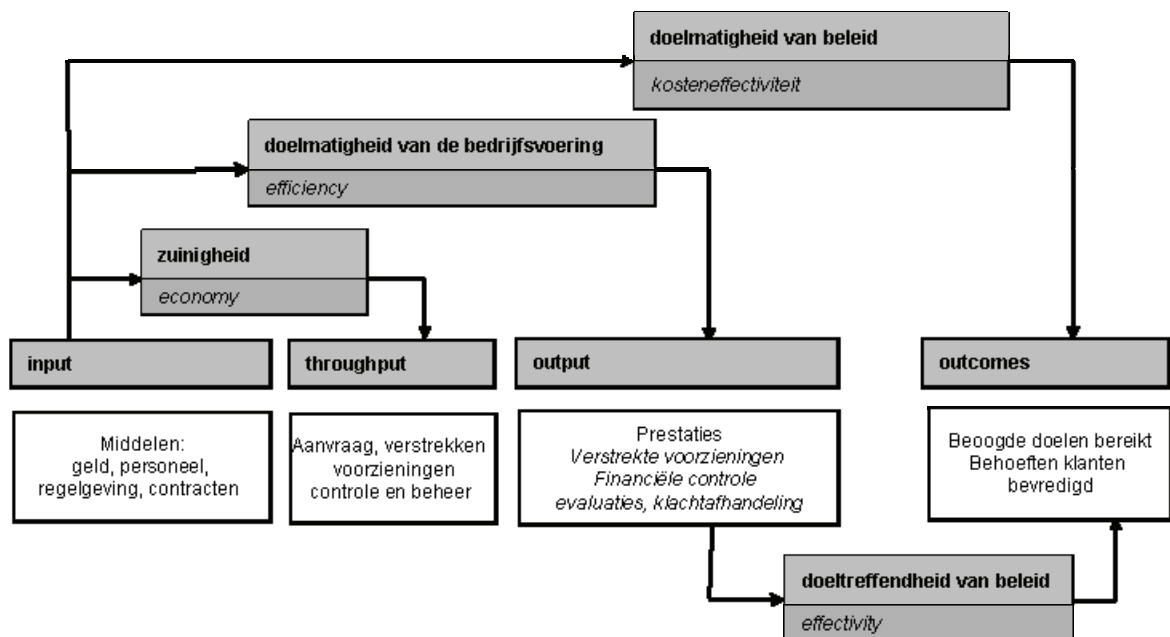 doelmatigheid van beleid
kosteneffectiviteit
doelmatigheid van de bedrijfsvoering
efficiency
zuinigheid
economy
input
throughput
output
outcomes
Middelen:
geld, personeel,
regelgeving, contracten
Aanvraag, verstrekken
voorzieningen
controle en beheer
Prestaties
Verstrekte voorzieningen
Financiële controle
evaluaties, klachtafhandeling
Beoogde doelen bereikt
Behoeften klanten
bevredigd
doeltreffendheid van beleid
effectivity